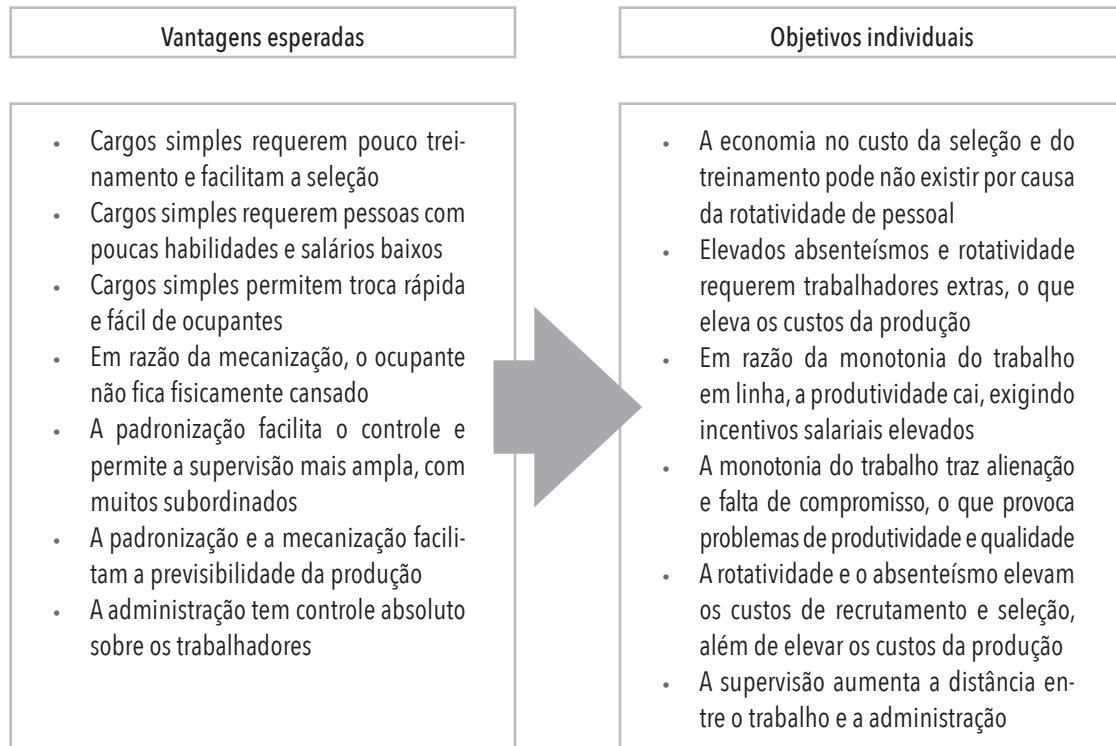 Vantagens esperadas
• Cargos simples requerem pouco trei-
namento e facilitam a seleção
• Cargos simples requerem pessoas com
poucas habilidades e salários baixos
• Cargos simples permitem troca rápida
e fácil de ocupantes
• Em razão da mecanização, o ocupante
não fica fisicamente cansado
• A padronização facilita o controle e
permite a supervisão mais ampla, com
muitos subordinados
• A padronização e a mecanização facili-
tam a previsibilidade da produção
• A administração tem controle absoluto
sobre os trabalhadores
Objetivos individuais
• A economia no custo da seleção e do
treinamento pode não existir por causa
da rotatividade de pessoal
• Elevados absenteísmos e rotatividade
requerem trabalhadores extras, o que
eleva os custos da produção
• Em razão da monotonia do trabalho
em linha, a produtividade cai, exigindo
incentivos salariais elevados
• A monotonia do trabalho traz alienação
e falta de compromisso, o que provoca
problemas de produtividade e qualidade
• A rotatividade e o absenteísmo elevam
os custos de recrutamento e seleção,
além de elevar os custos da produção
• A supervisão aumenta a distância en-
tre o trabalho e a administração